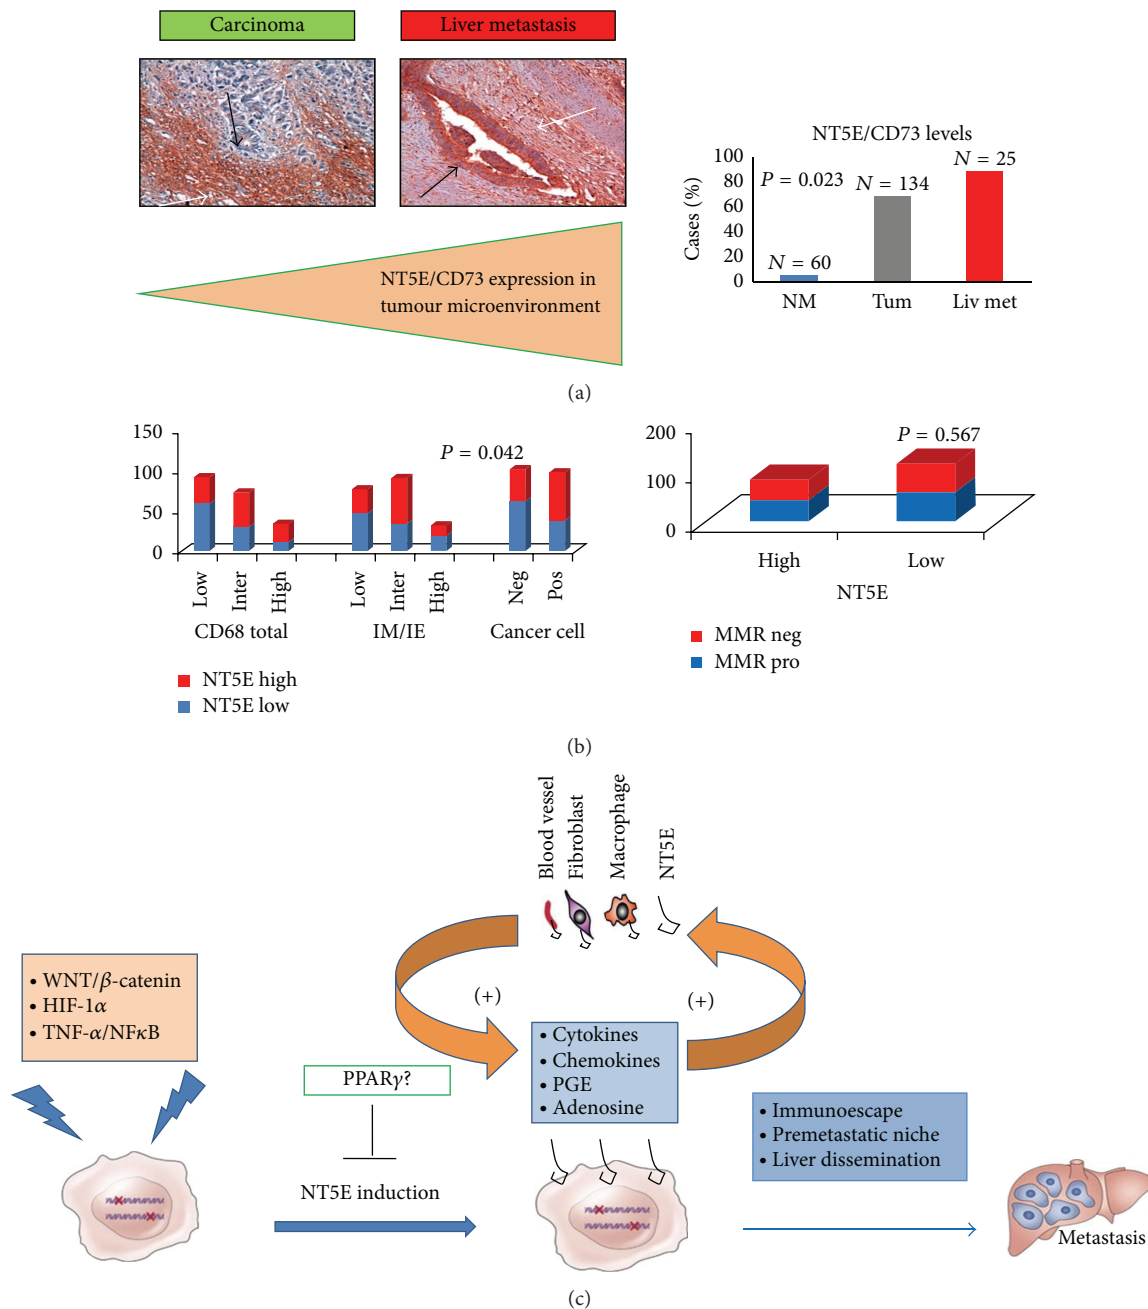 Carcinoma
Liver metastasis
NT5E/CD73 expression in
tumour microenvironment
NT5E/CD73 levels
Cases (%)
100
80
60
40
20
0
P = 0.023
N = 60
N = 134
N = 25
NM
Tum
Liv met
(a)
150
100
50
0
P = 0.042
Low
Inter
High
Low
Inter
High
Neg
Pos
CD68 total
IM/IE
Cancer cell
NT5E high
NT5E low
200
100
0
P = 0.567
High
Low
NT5E
MMR neg
MMR pro
(b)
Blood vessel
Fibroblast
Macrophage
NT5E
• WNT/β-catenin
• HIF-1α
• TNF-α/NFκB
(+)
(+)
• Cytokines
• Chemokines
• PGE
• Adenosine
PPARγ?
NT5E induction
• Immunoescape
• Premetastatic niche
• Liver dissemination
Metastasis
(c)